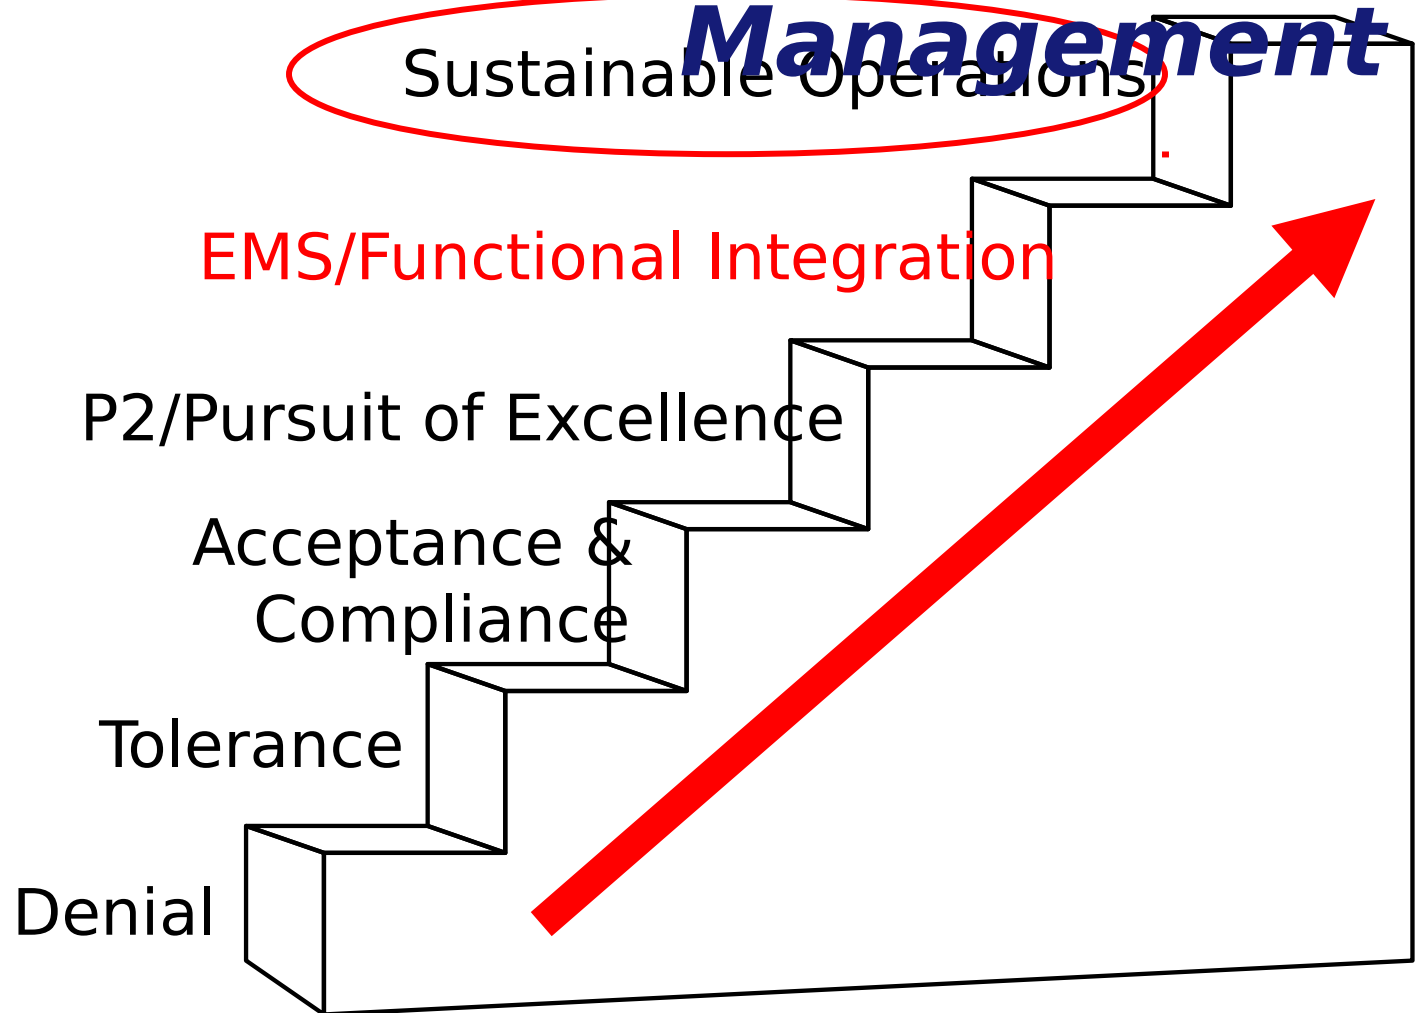 Management
Sustainable Operations
EMS/Functional Integration
P2/Pursuit of Excellence
Acceptance &
Compliance
Tolerance
Denial